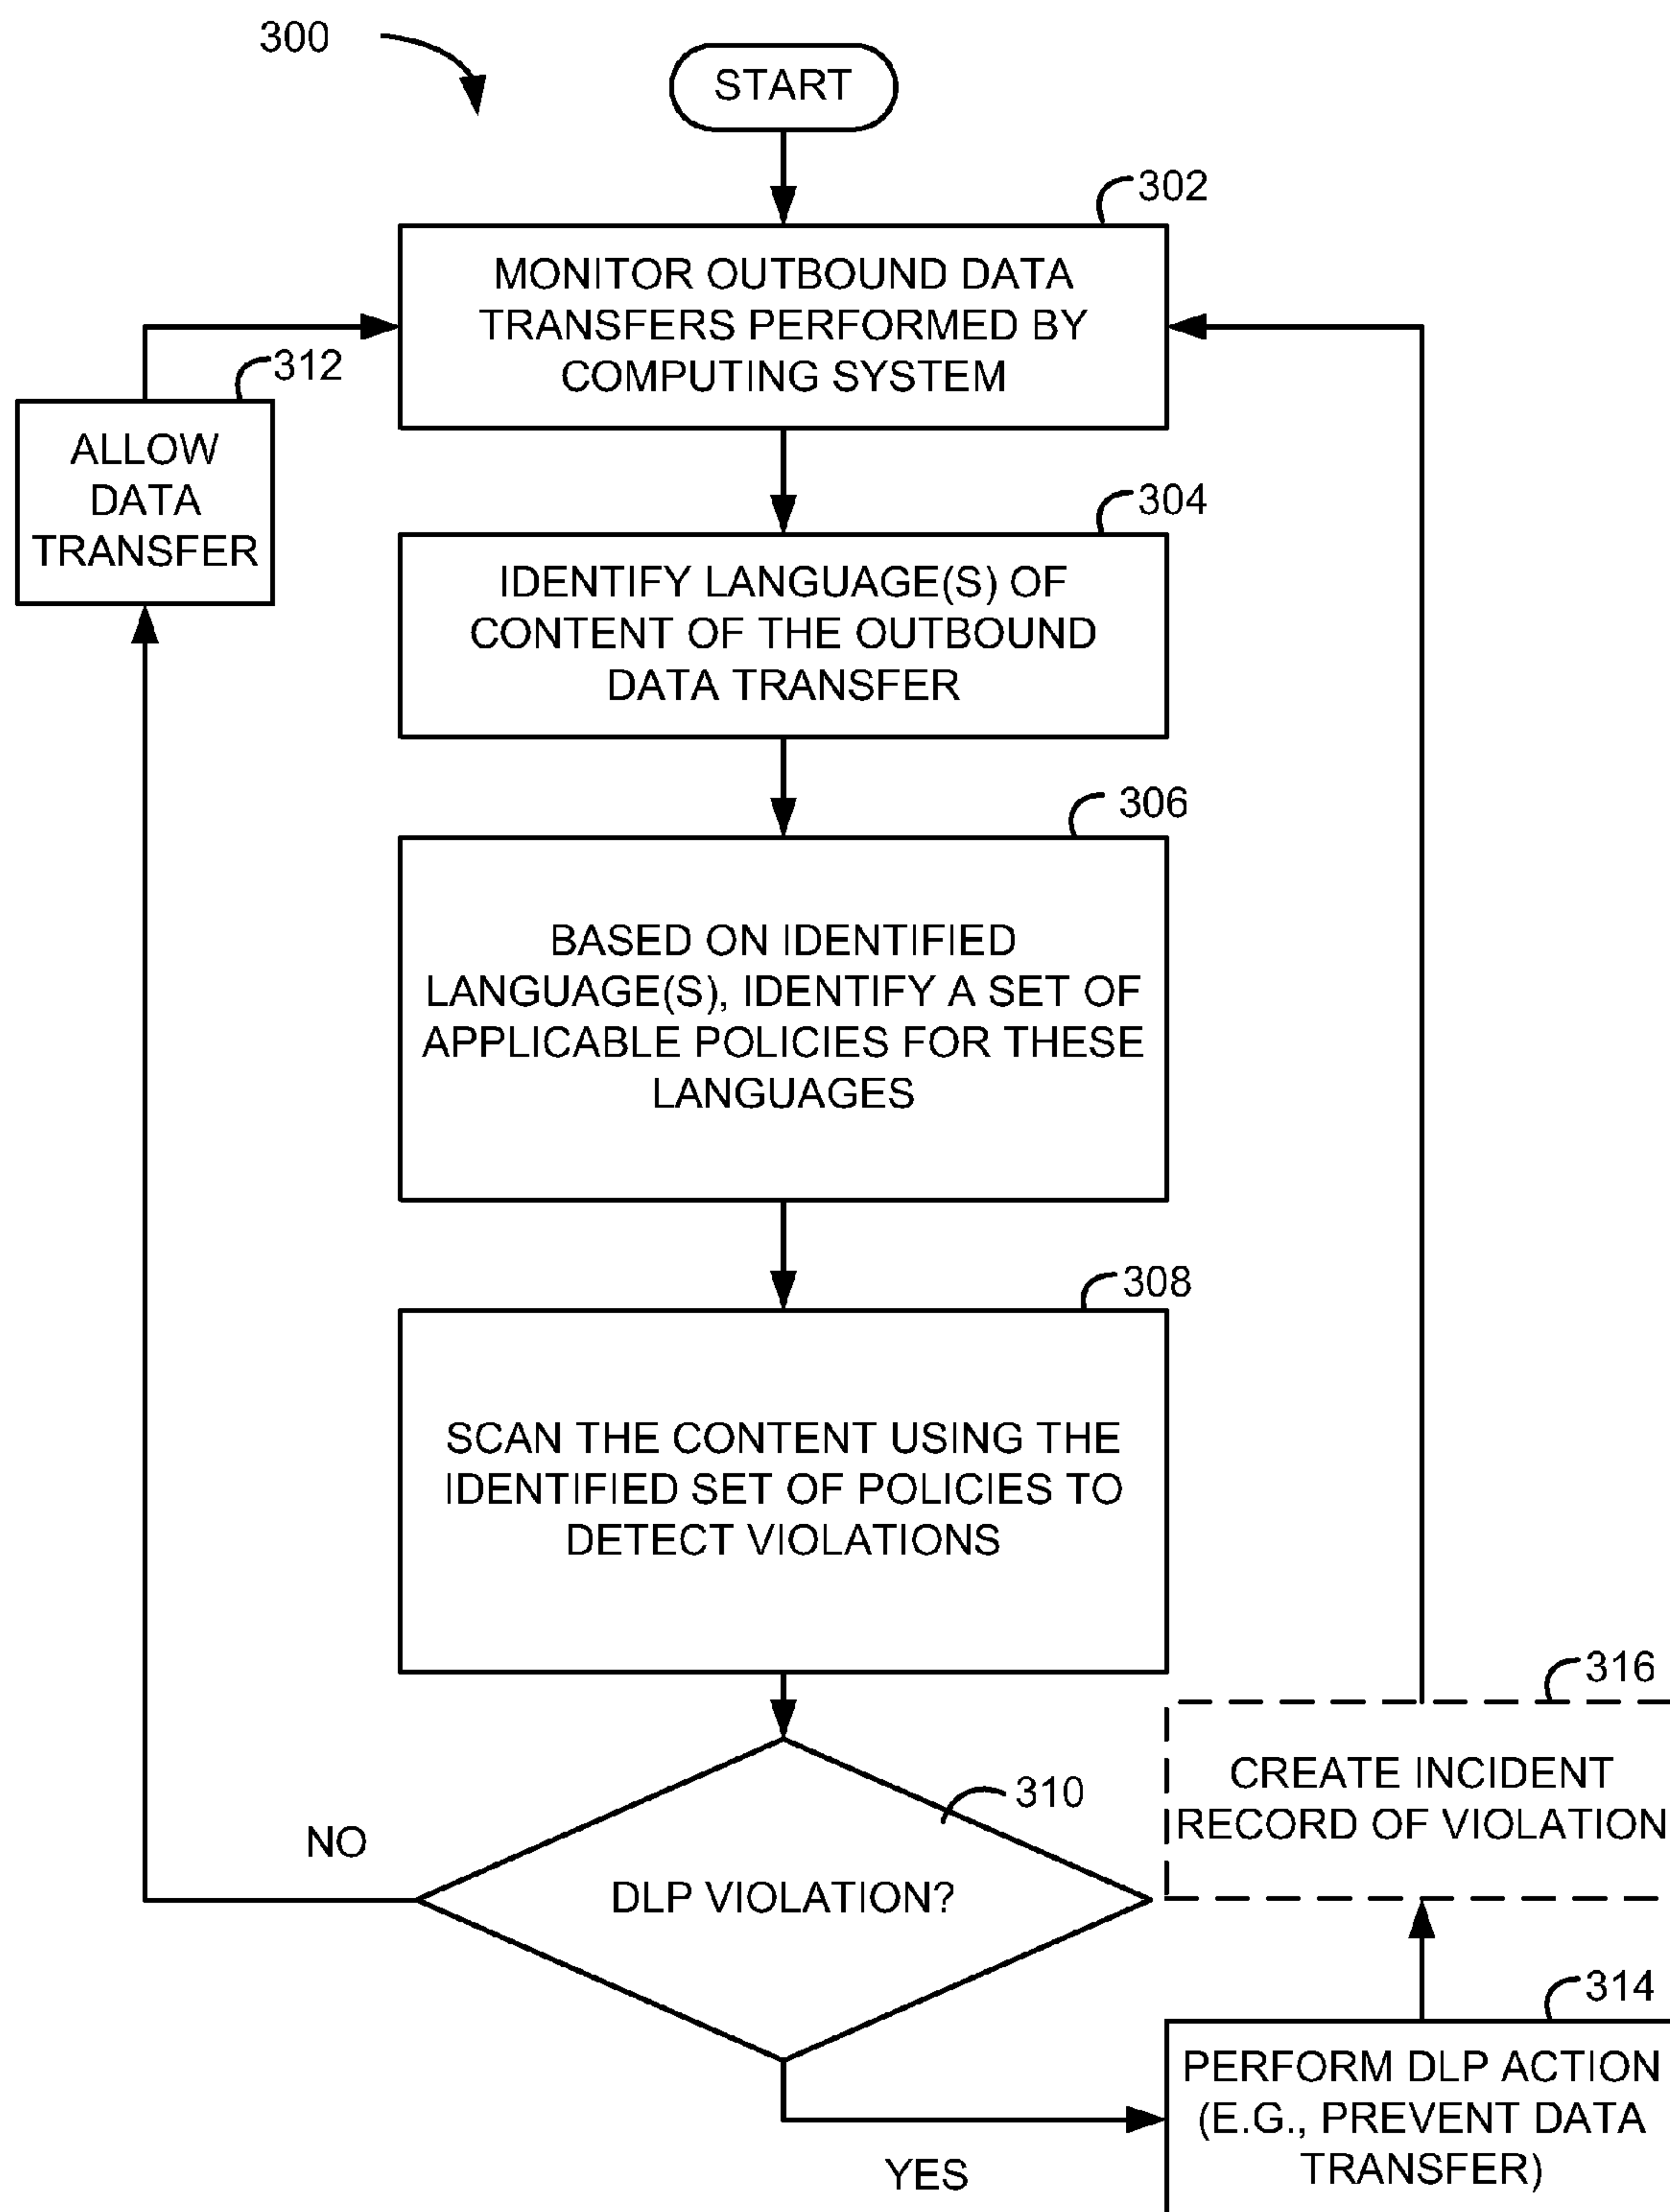 300
START
302
MONITOR OUTBOUND DATA
TRANSFERS PERFORMED BY
COMPUTING SYSTEM
312
ALLOW
DATA
TRANSFER
304
IDENTIFY LANGUAGE(S) OF
CONTENT OF THE OUTBOUND
DATA TRANSFER
306
BASED ON IDENTIFIED
LANGUAGE(S), IDENTIFY A SET OF
APPLICABLE POLICIES FOR THESE
LANGUAGES
308
SCAN THE CONTENT USING THE
IDENTIFIED SET OF POLICIES TO
DETECT VIOLATIONS
316
CREATE INCIDENT
RECORD OF VIOLATION
310
NO
DLP VIOLATION?
314
PERFORM DLP ACTION
(E.G., PREVENT DATA
TRANSFER)
YES